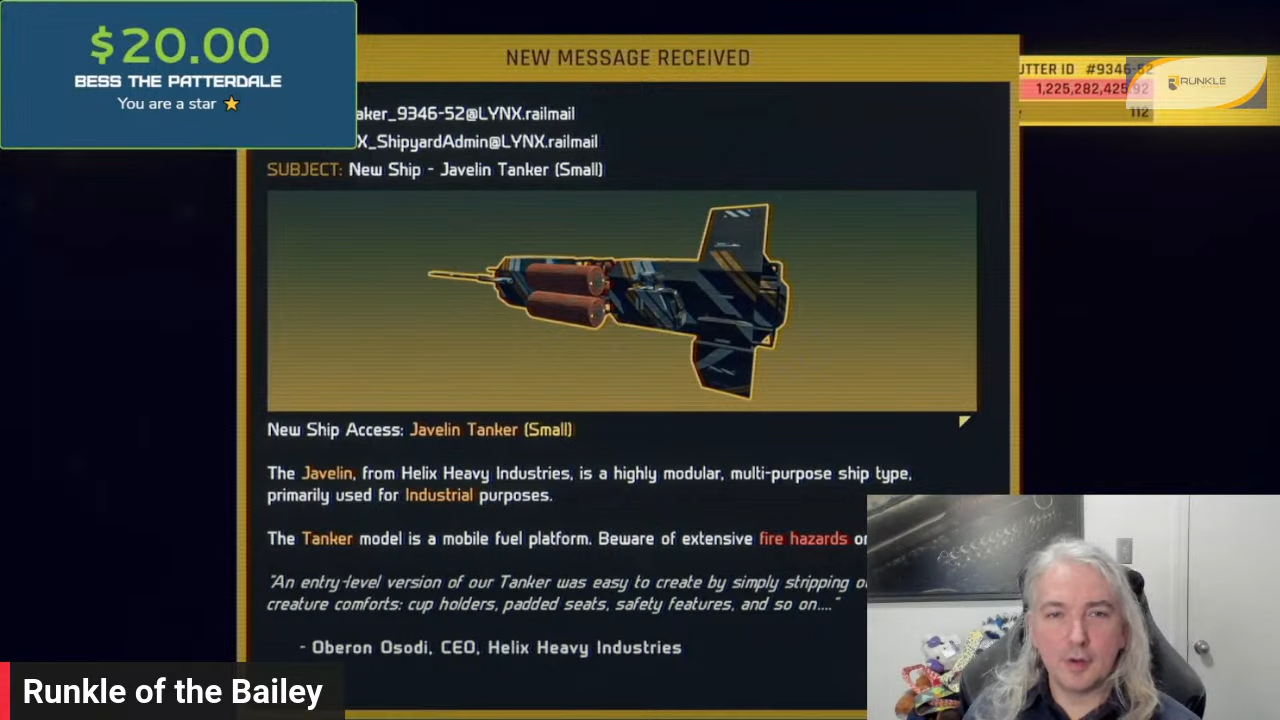 $20.00
BESS THE PATTERDALE
You are a star ⭐
NEW MESSAGE RECEIVED
#9346-52
RUNKLE
1,225,282,425.92
112
aker_9346-52@LYNX.railmail
X_ShipyardAdmin@LYNX.railmail
SUBJECT: New Ship - Javelin Tanker (Small)
New Ship Access: Javelin Tanker (Small)
The Javelin, from Helix Heavy Industries, is a highly modular, multi-purpose ship type,
primarily used for Industrial purposes.
The Tanker model is a mobile fuel platform. Beware of extensive fire hazards
"An entry-level version of our Tanker was easy to create by simply stripping
creature comforts: cup holders, padded seats, safety features, and so on...."
- Oberon Osodi, CEO, Helix Heavy Industries
Runkle of the Bailey